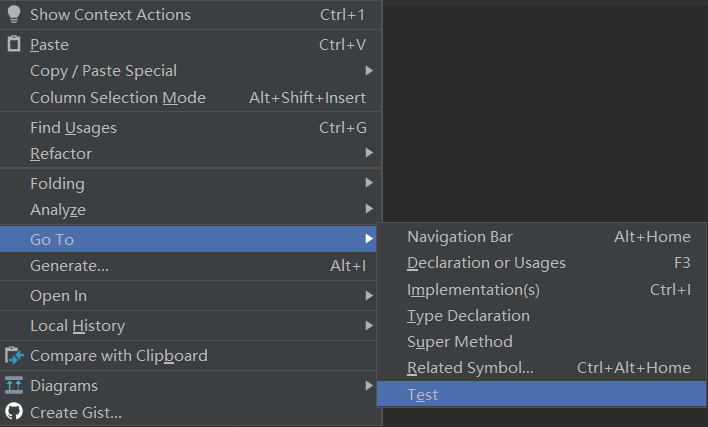 Show Context Actions Ctrl+1
Paste Ctrl+V
Copy / Paste Special
Column Selection Mode Alt+Shift+Insert
Find Usages Ctrl+G
Refactor
Folding
Analyze
Go To
Generate... Alt+I
Open In
Local History
Compare with Clipboard
Diagrams
Create Gist...
Navigation Bar Alt+Home
Declaration or Usages F3
Implementation(s) Ctrl+I
Type Declaration
Super Method
Related Symbol... Ctrl+Alt+Home
Test